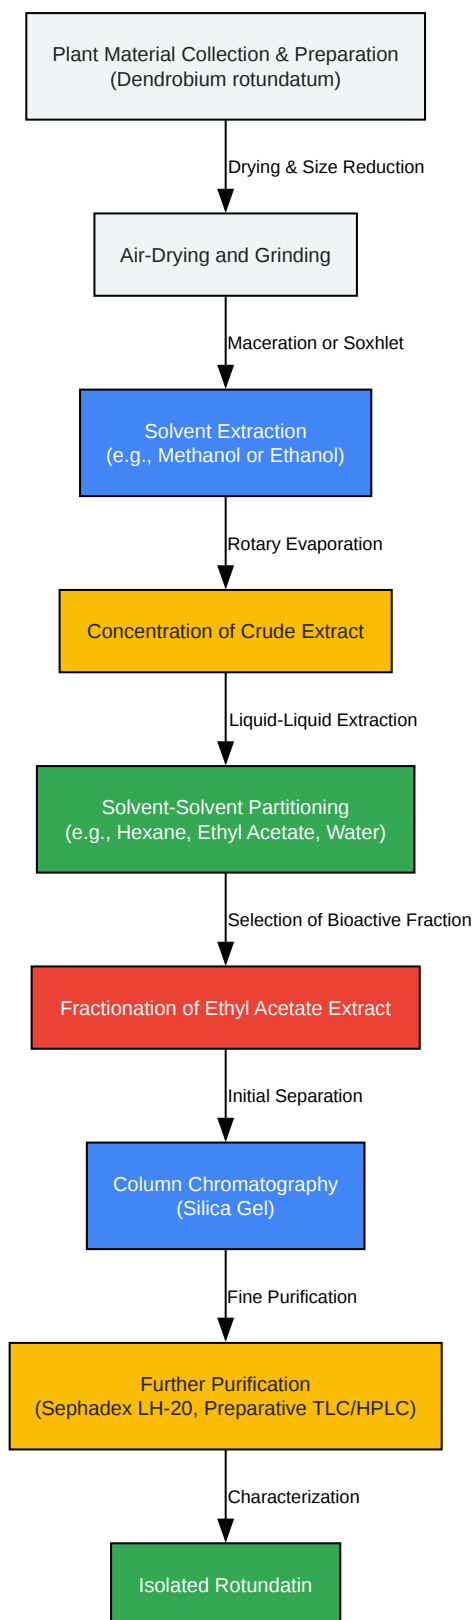 Plant Material Collection & Preparation
(Dendrobium rotundatum)
Drying & Size Reduction
Air-Drying and Grinding
Maceration or Soxhlet
Solvent Extraction
(e.g., Methanol or Ethanol)
Rotary Evaporation
Concentration of Crude Extract
Liquid-Liquid Extraction
Solvent-Solvent Partitioning
(e.g., Hexane, Ethyl Acetate, Water)
Selection of Bioactive Fraction
Fractionation of Ethyl Acetate Extract
Initial Separation
Column Chromatography
(Silica Gel)
Fine Purification
Further Purification
(Sephadex LH-20, Preparative TLC/HPLC)
Characterization
Isolated Rotundatin